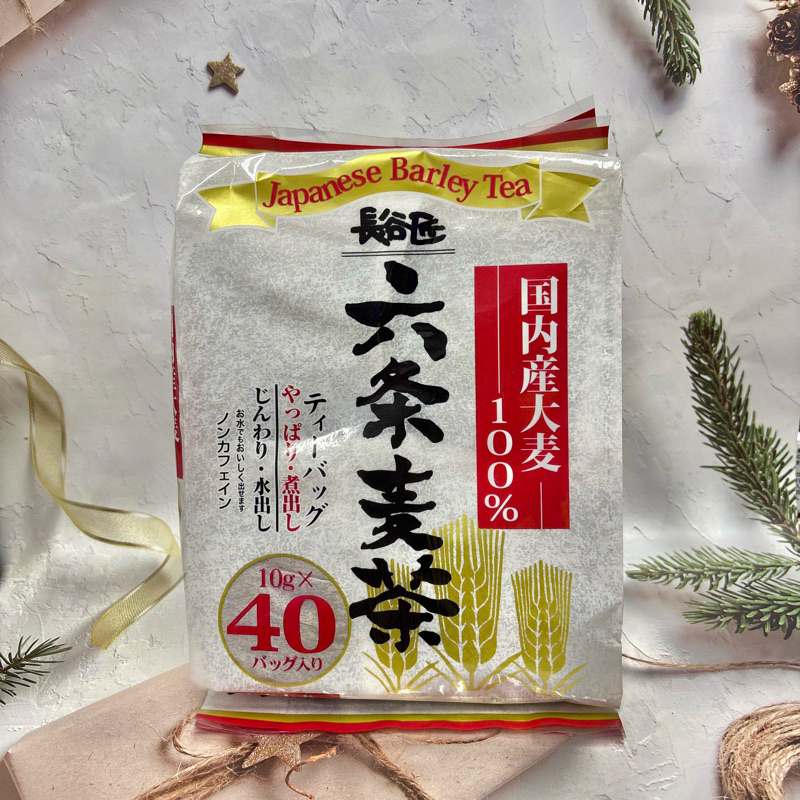 Japanese Barley Tea
長谷匠
六条麦茶
国内産大麦
100%
ティーバッグ
やっぱり・煮出し
じんわり・水出し
お水でもおいしく出せます
ノンカフェイン
10g×
40
バッグ入り